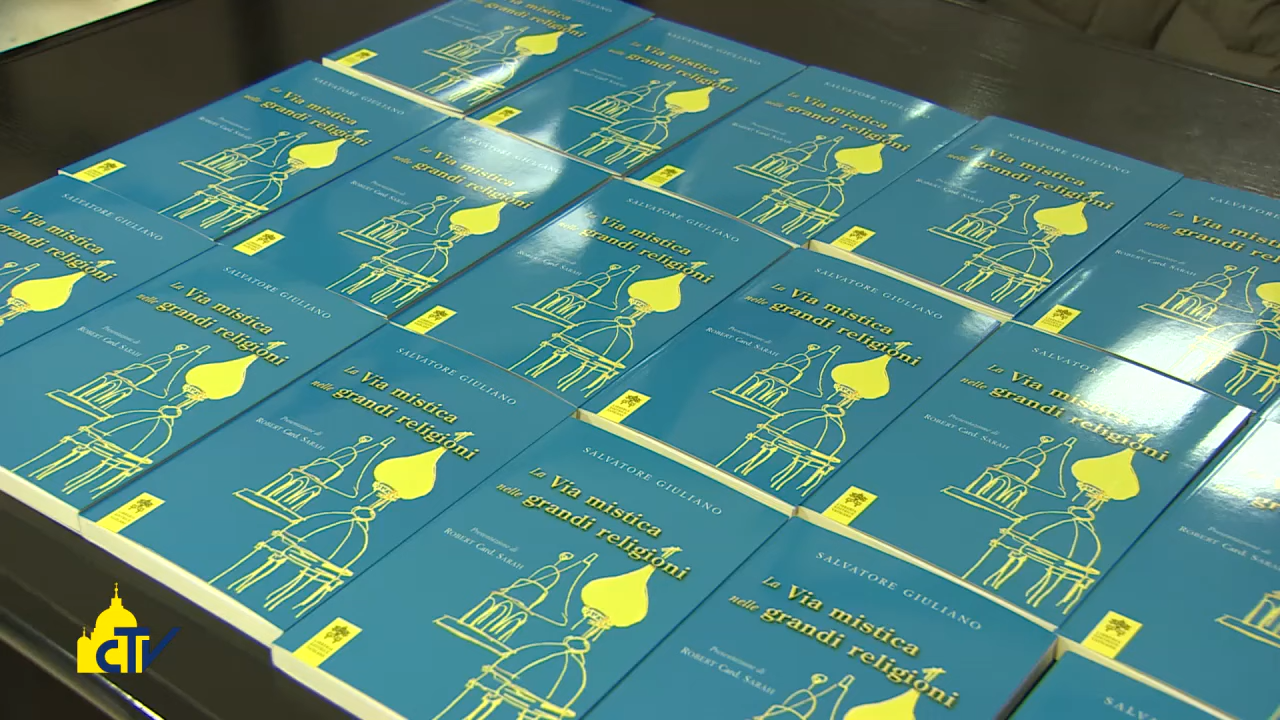 SALVATORE GIULIANO
La Via mistica
nelle grandi religioni
Presentazione di
ROBERT Card. SARAH
CTV